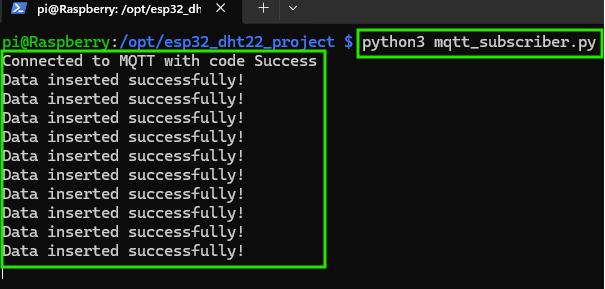 pi@Raspberry: /opt/esp32_dh
pi@Raspberry:/opt/esp32_dht22_project $ python3 mqtt_subscriber.py
Connected to MQTT with code Success
Data inserted successfully!
Data inserted successfully!
Data inserted successfully!
Data inserted successfully!
Data inserted successfully!
Data inserted successfully!
Data inserted successfully!
Data inserted successfully!
Data inserted successfully!
Data inserted successfully!